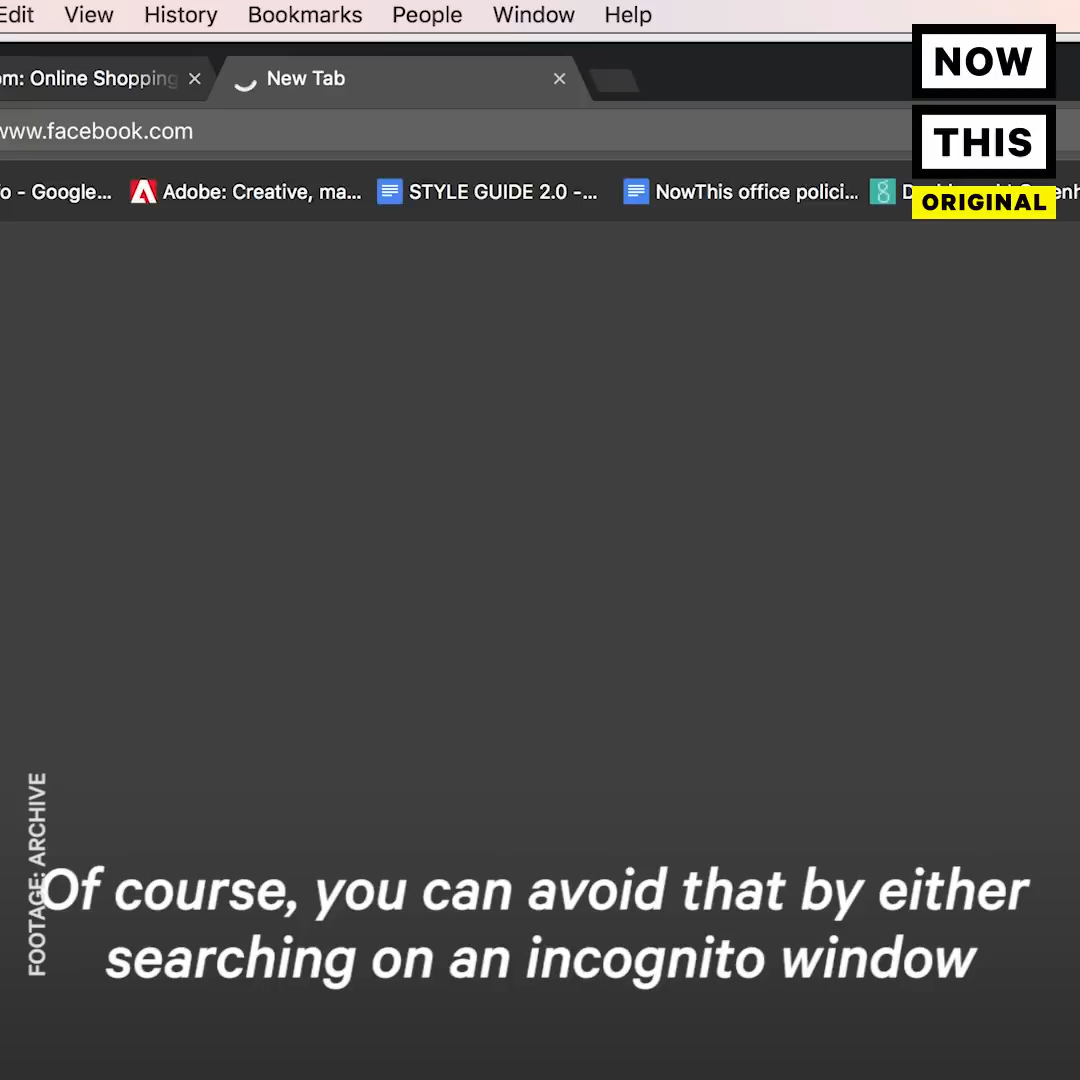 Edit View History Bookmarks People Window Help
om: Online Shopping × New Tab ×
www.facebook.com
o - Google... Adobe: Creative, ma... STYLE GUIDE 2.0 -... NowThis office polici...
NOW
THIS
ORIGINAL
FOOTAGE: ARCHIVE
Of course, you can avoid that by either
searching on an incognito window